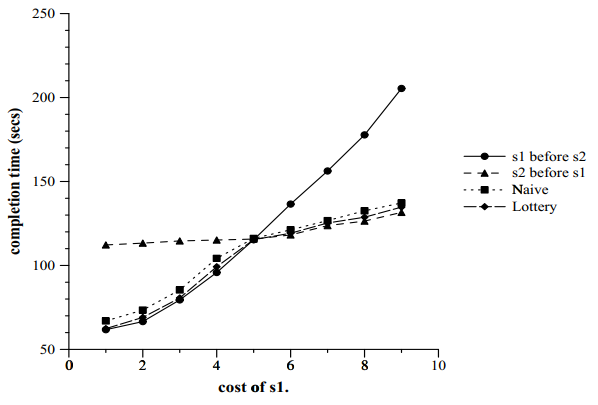 250
200
150
100
50
0
2
4
6
8
10
completion time (secs)
cost of s1.
s1 before s2
s2 before s1
Naive
Lottery